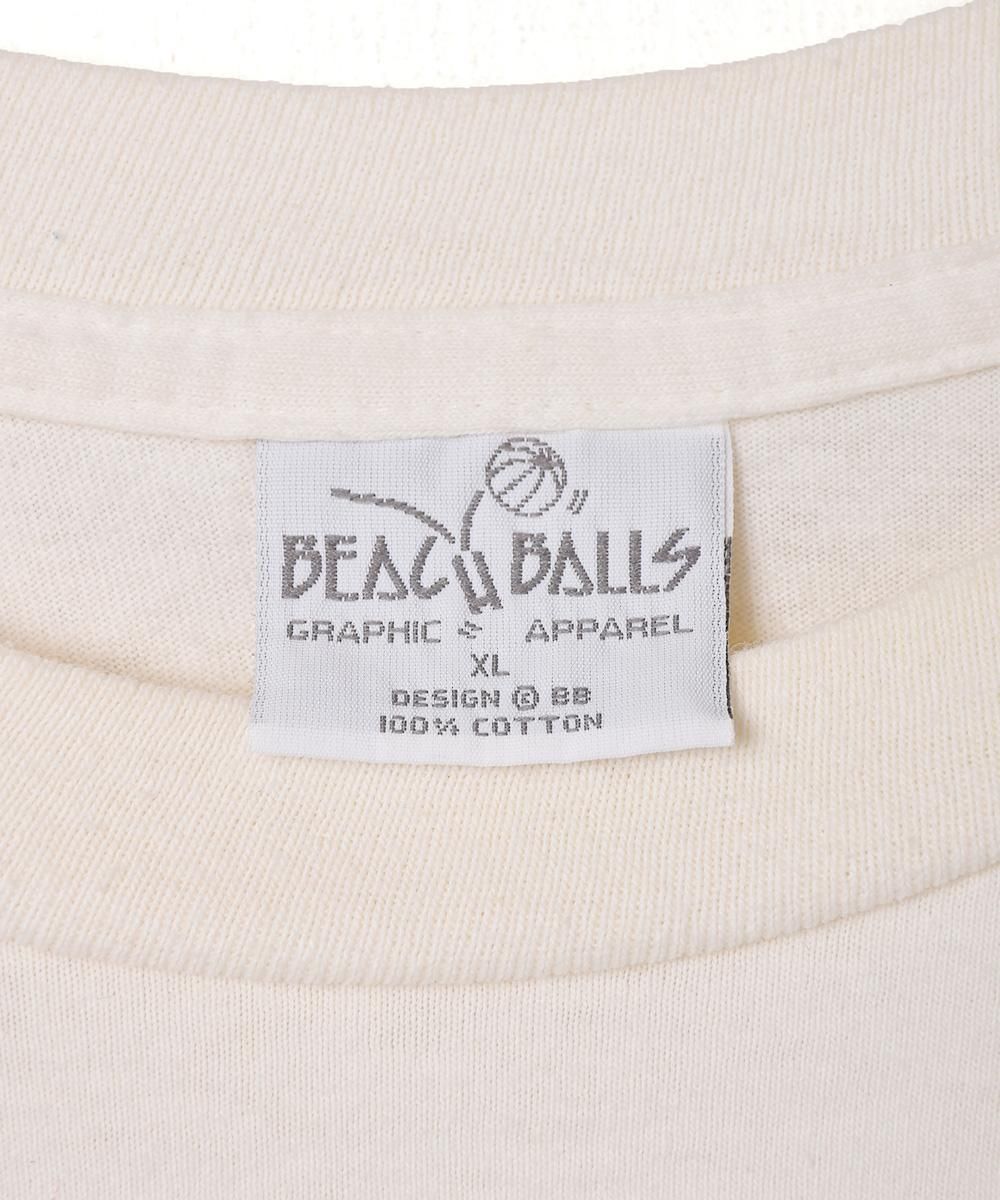 BEACH BALLS
GRAPHIC APPAREL
XL
DESIGN © BB
100% COTTON